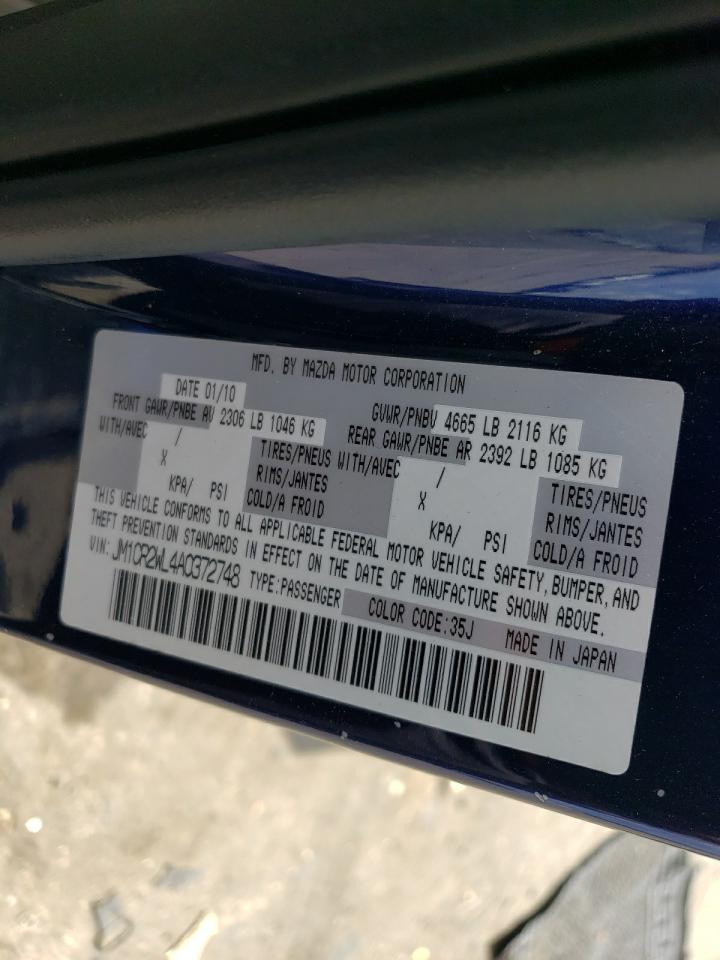 MFD. BY MAZDA MOTOR CORPORATION
DATE 01/10 GVWR/PNBV 4665 LB 2116 KG
FRONT GAWR/PNBE AV 2306 LB 1046 KG REAR GAWR/PNBE AR 2392 LB 1085 KG
WITH/AVEC / TIRES/PNEUS WITH/AVEC / TIRES/PNEUS
X RIMS/JANTES X RIMS/JANTES
KPA/ PSI COLD/A FROID KPA/ PSI COLD/A FROID
THIS VEHICLE CONFORMS TO ALL APPLICABLE FEDERAL MOTOR VEHICLE SAFETY, BUMPER, AND
THEFT PREVENTION STANDARDS IN EFFECT ON THE DATE OF MANUFACTURE SHOWN ABOVE.
VIN: JM1CR2WL4A0372748 TYPE:PASSENGER COLOR CODE:35J MADE IN JAPAN